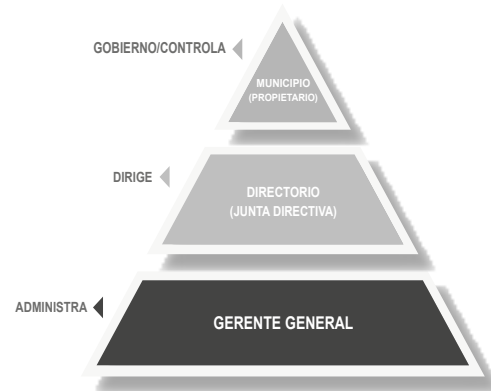 GOBIERNO/CONTROLA
MUNICIPIO
(PROPIETARIO)
DIRIGE
DIRECTORIO
(JUNTA DIRECTIVA)
ADMINISTRA
GERENTE GENERAL